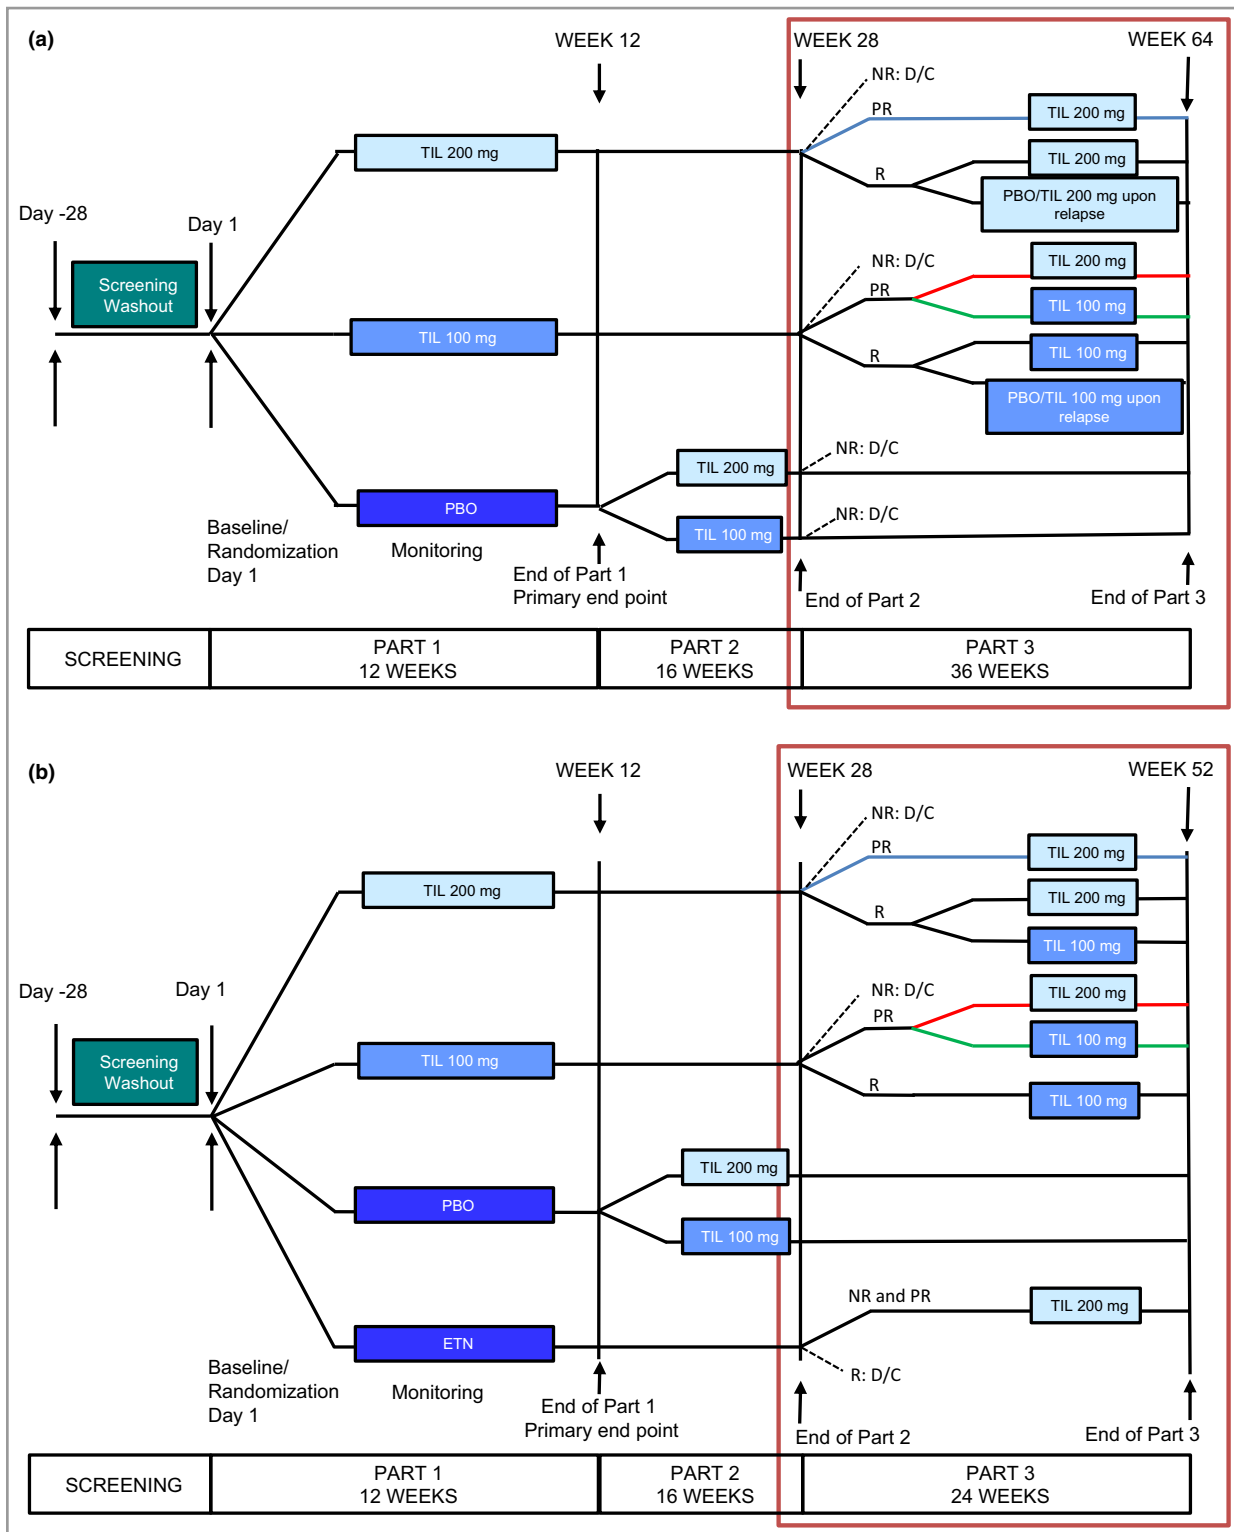 (a)
WEEK 12
WEEK 28
WEEK 64
NR: D/C
PR
TIL 200 mg
TIL 200 mg
TIL 200 mg
R
PBO/TIL 200 mg upon
relapse
Day -28
Day 1
Screening
Washout
NR: D/C
PR
TIL 200 mg
TIL 100 mg
TIL 100 mg
R
TIL 100 mg
PBO/TIL 100 mg upon
relapse
NR: D/C
TIL 200 mg
PBO
NR: D/C
TIL 100 mg
Baseline/
Randomization
Day 1
Monitoring
End of Part 1
Primary end point
End of Part 2
End of Part 3
SCREENING
PART 1
12 WEEKS
PART 2
16 WEEKS
PART 3
36 WEEKS
(b)
WEEK 12
WEEK 28
WEEK 52
NR: D/C
PR
TIL 200 mg
TIL 200 mg
R
TIL 200 mg
TIL 100 mg
Day -28
Day 1
NR: D/C
PR
TIL 200 mg
Screening
Washout
TIL 100 mg
TIL 100 mg
R
TIL 100 mg
TIL 200 mg
PBO
TIL 100 mg
NR and PR
TIL 200 mg
ETN
R: D/C
Baseline/
Randomization
Day 1
Monitoring
End of Part 1
Primary end point
End of Part 2
End of Part 3
SCREENING
PART 1
12 WEEKS
PART 2
16 WEEKS
PART 3
24 WEEKS